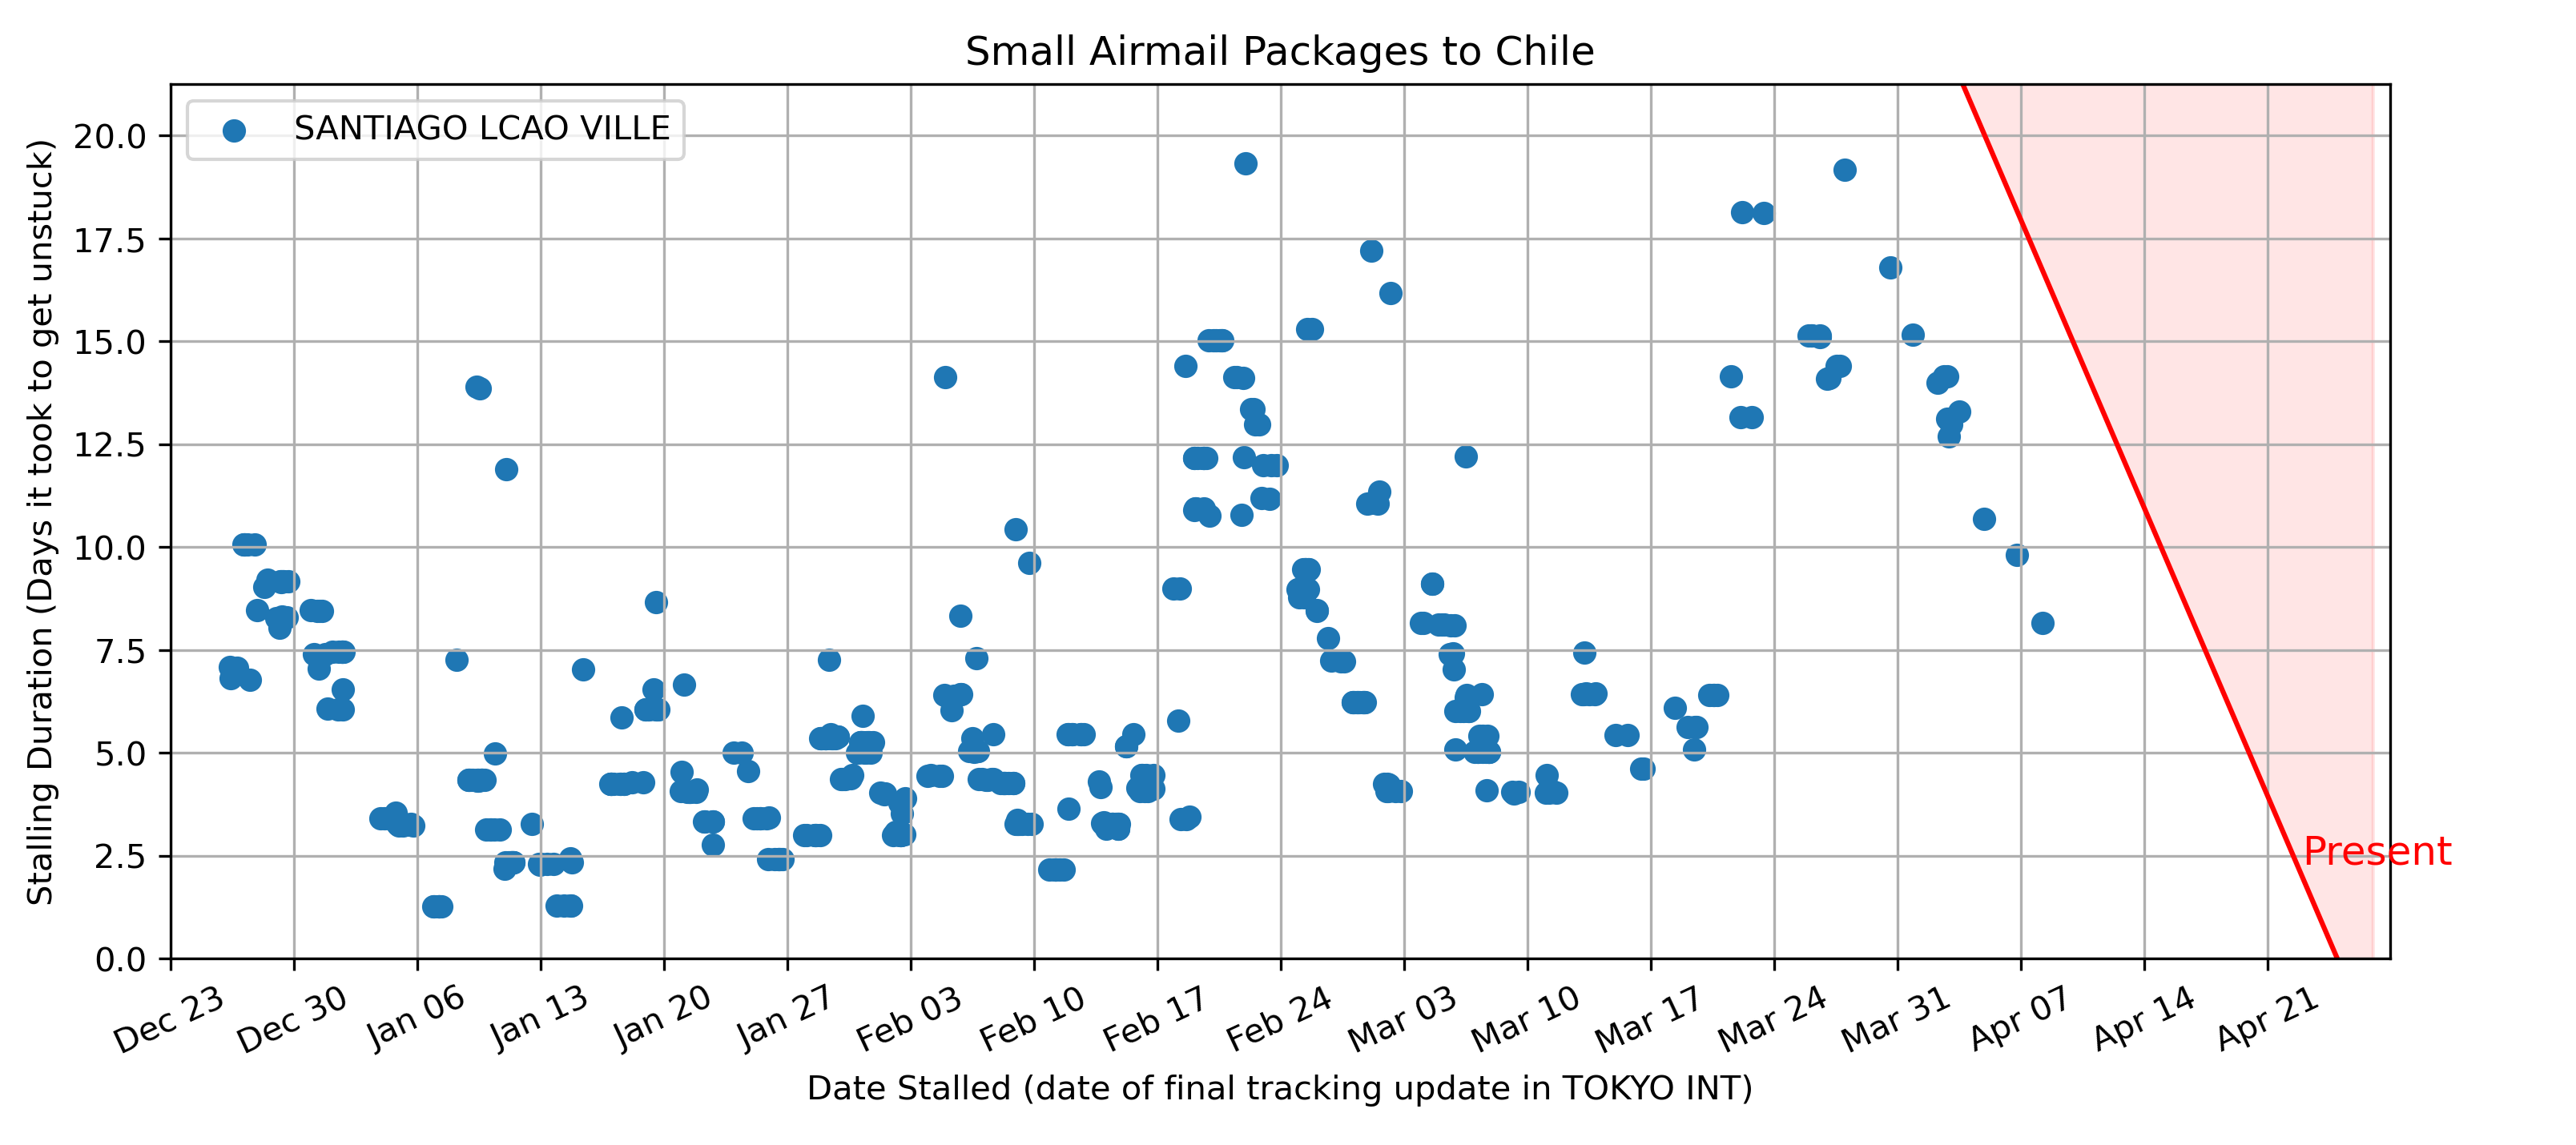 Small Airmail Packages to Chile
SANTIAGO LCAO VILLE
Stalling Duration (Days it took to get unstuck)
20.0
17.5
15.0
12.5
10.0
7.5
5.0
2.5
0.0
Present
Dec 23
Dec 30
Jan 06
Jan 13
Jan 20
Jan 27
Feb 03
Feb 10
Feb 17
Feb 24
Mar 03
Mar 10
Mar 17
Mar 24
Mar 31
Apr 07
Apr 14
Apr 21
Date Stalled (date of final tracking update in TOKYO INT)